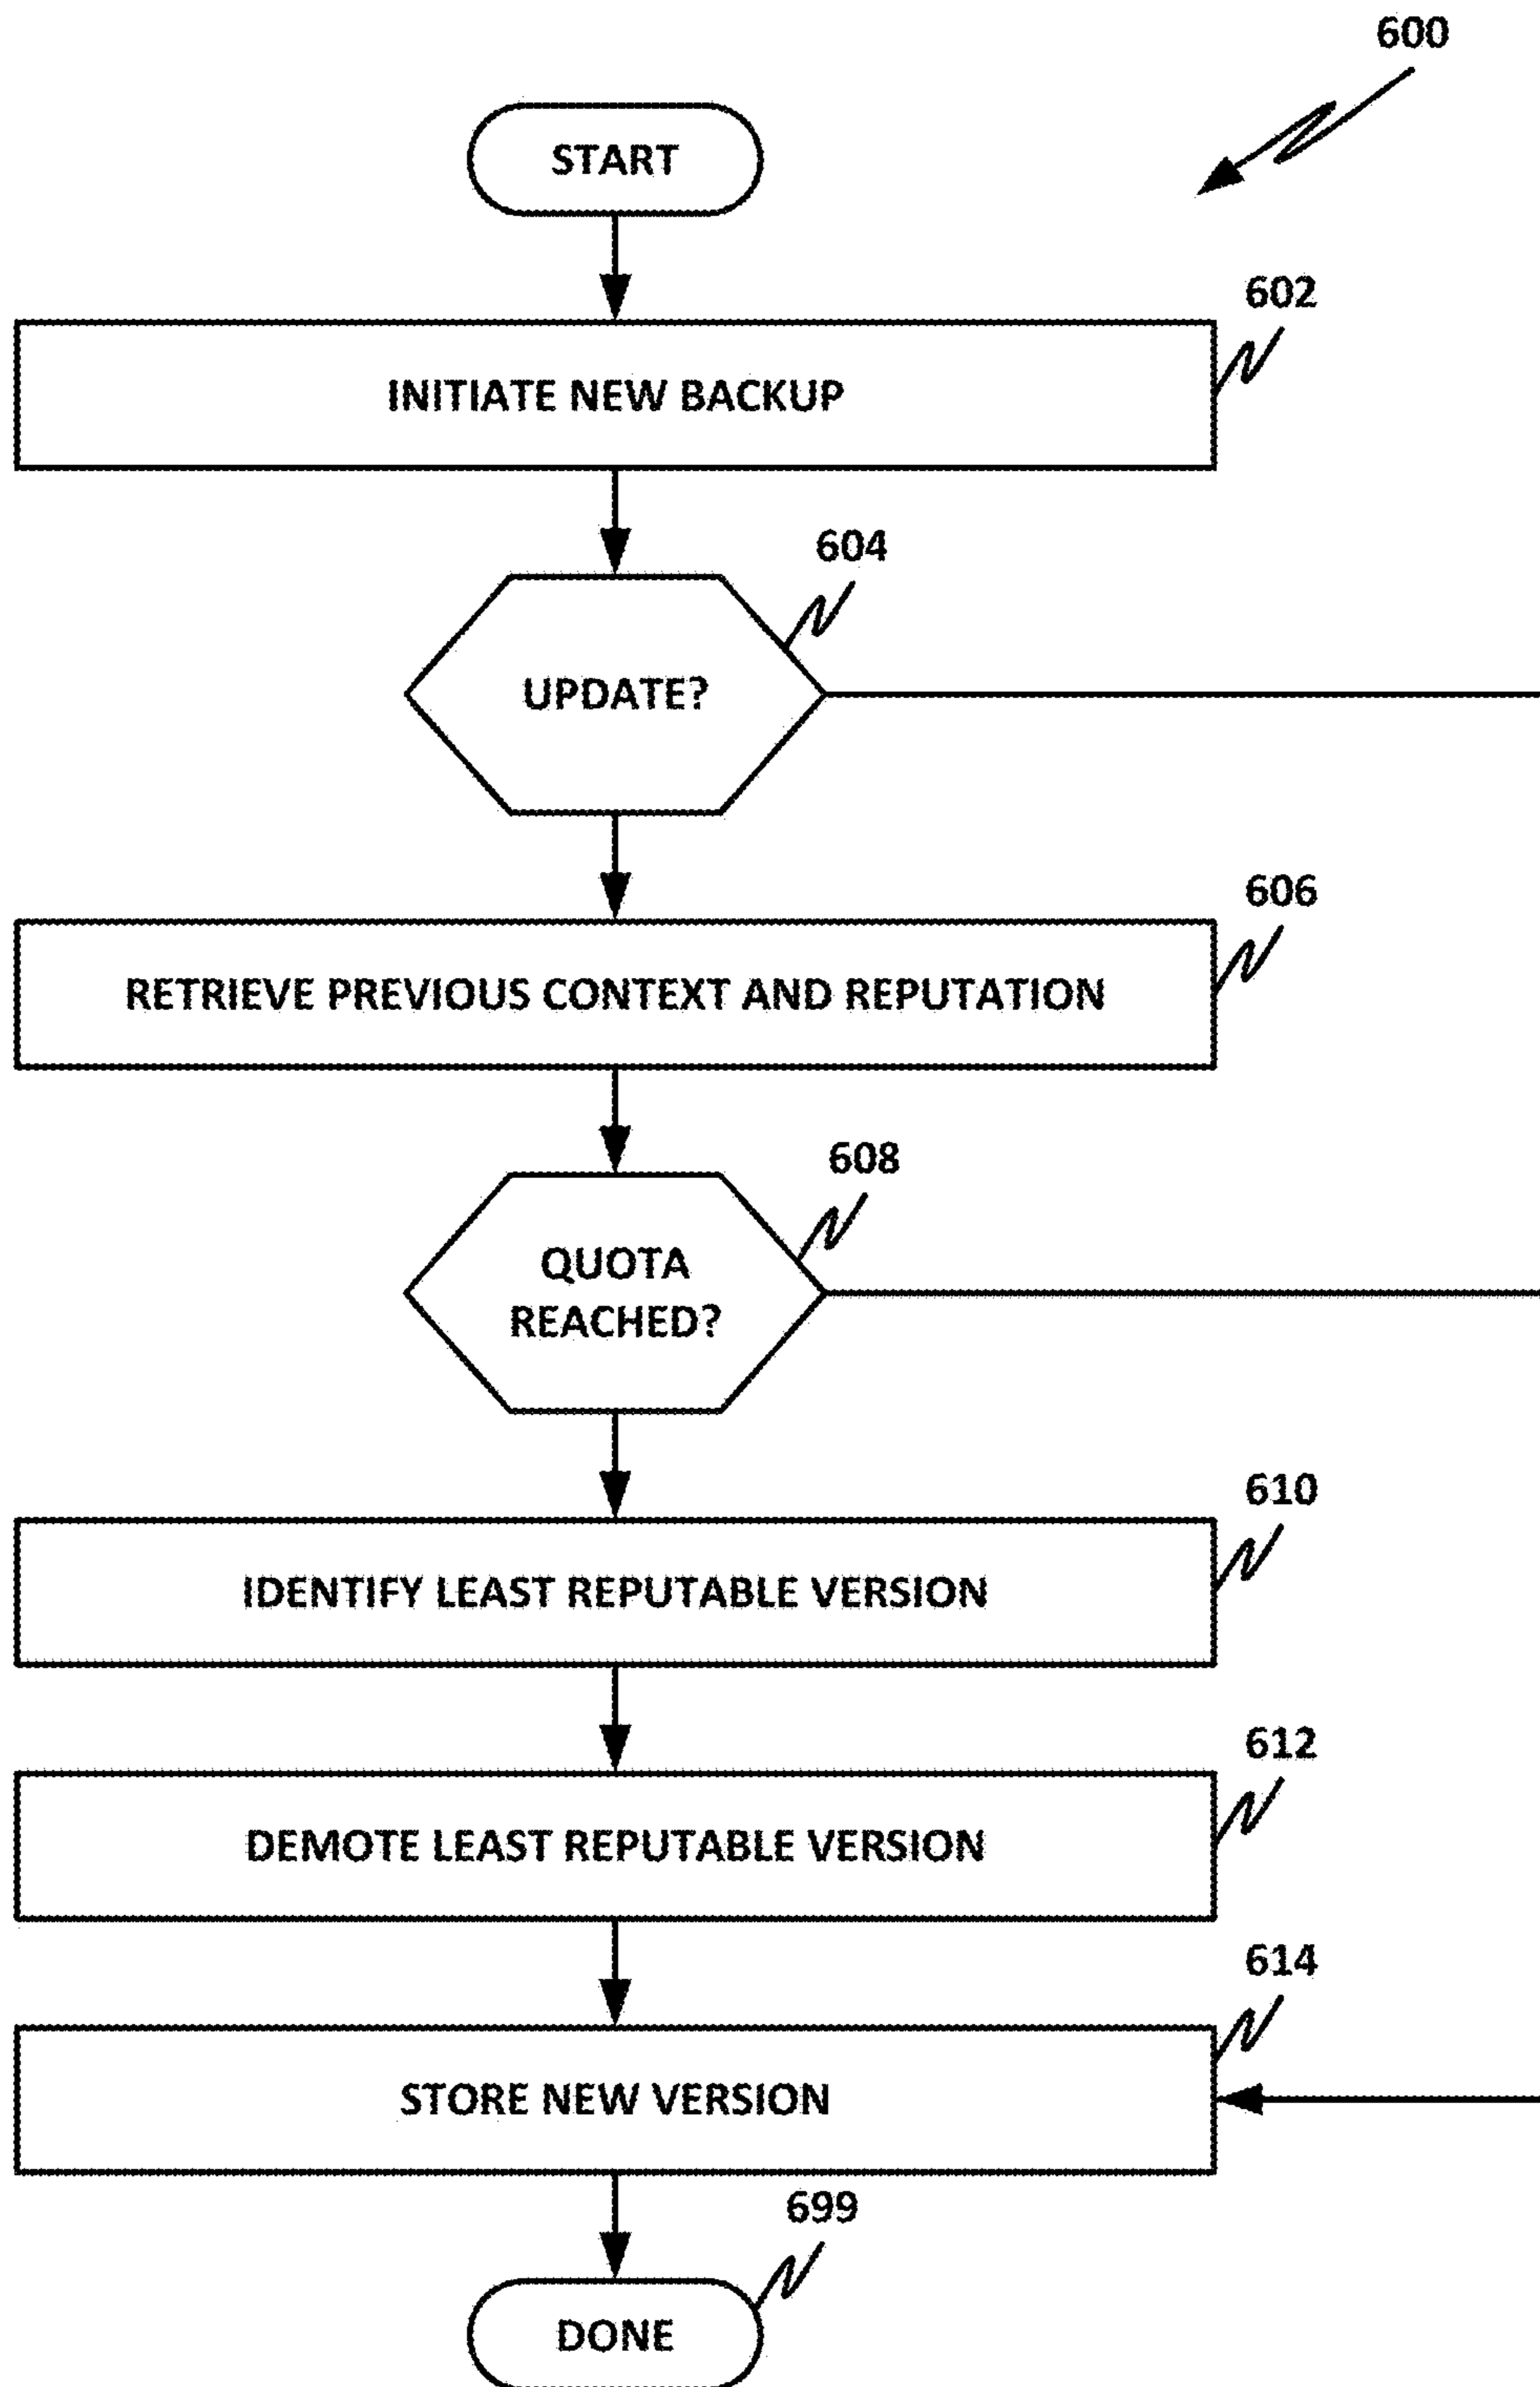 600
START
602
INITIATE NEW BACKUP
604
UPDATE?
606
RETRIEVE PREVIOUS CONTEXT AND REPUTATION
608
QUOTA
REACHED?
610
IDENTIFY LEAST REPUTABLE VERSION
612
DEMOTE LEAST REPUTABLE VERSION
614
STORE NEW VERSION
699
DONE